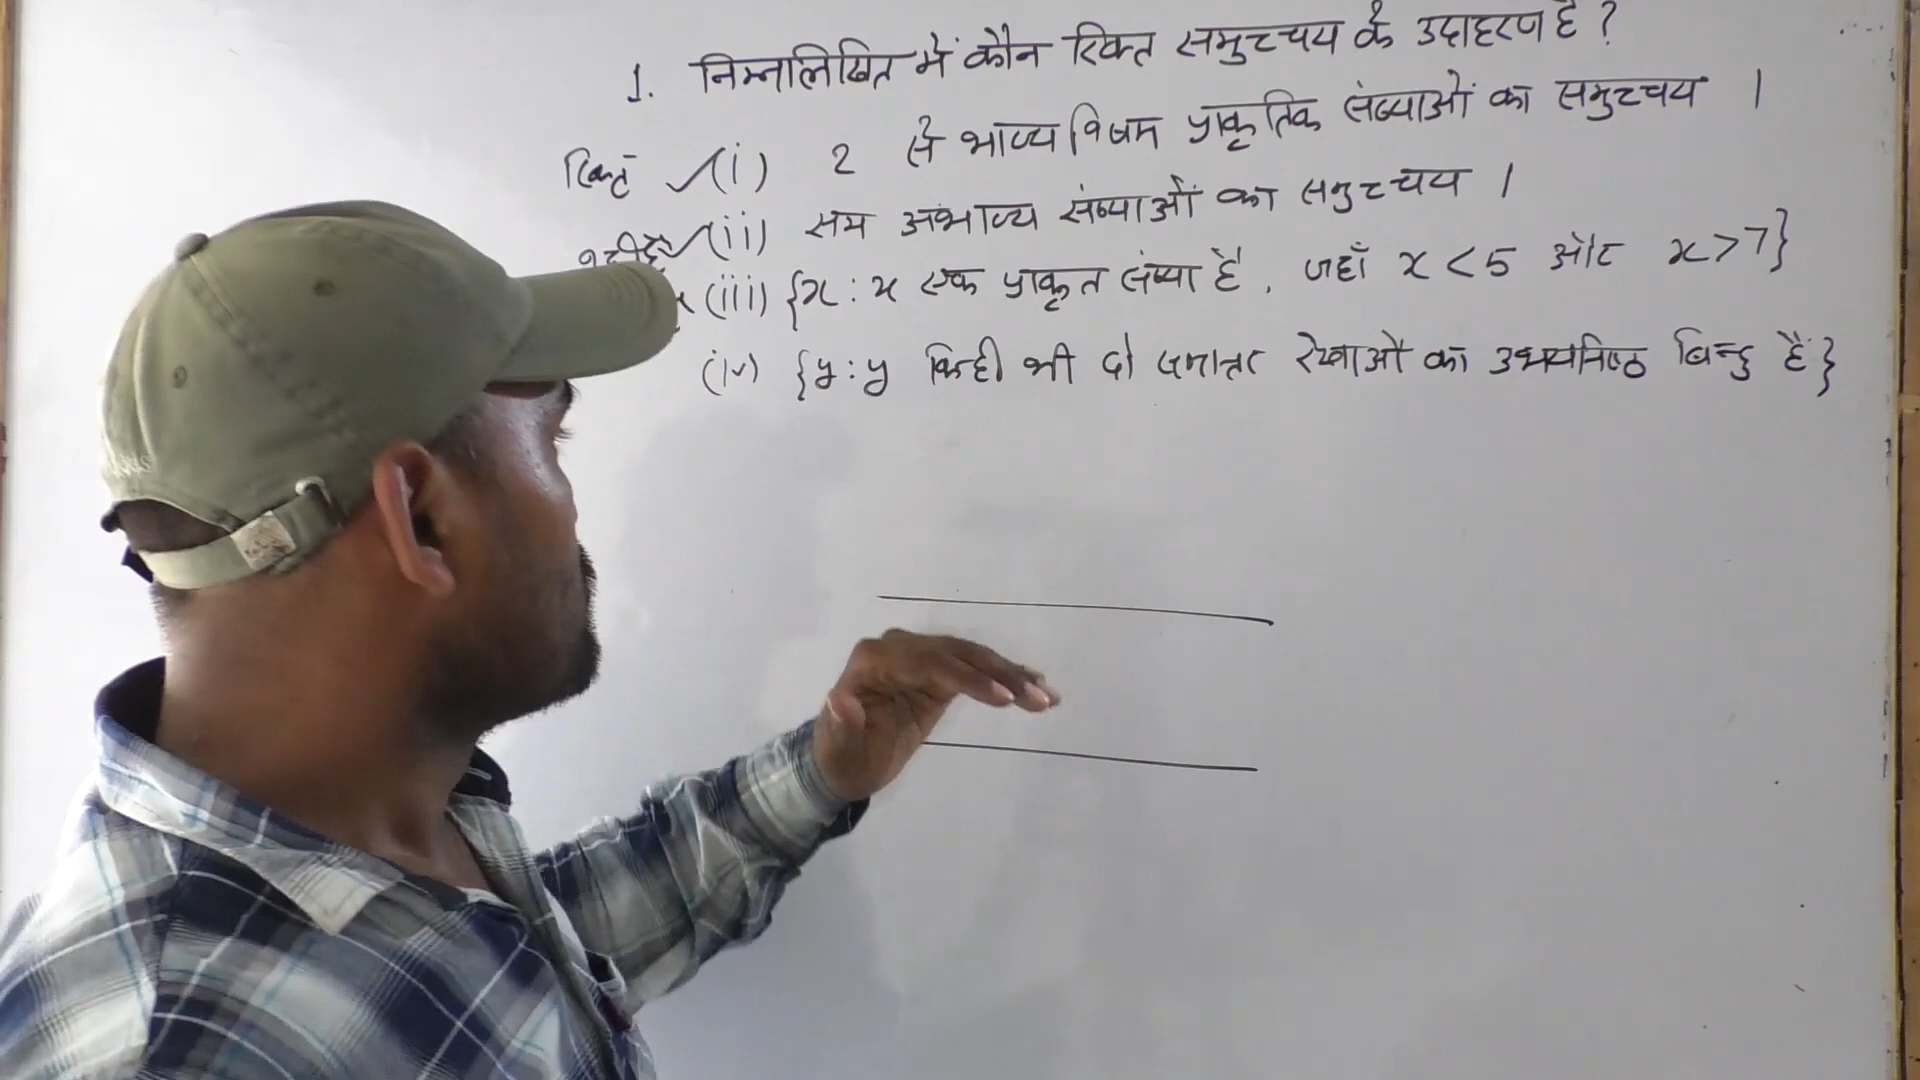 1. निम्नलिखित में कौन रिक्त समुच्चय के उदाहरण है ?
रिक्त ✓(i) 2 से भाज्य विषम प्राकृतिक संख्याओं का समुच्चय ।
नहीं है ✓(ii) सम अभाज्य संख्याओं का समुच्चय ।
(iii) {x : x एक प्राकृत संख्या है, जहाँ x < 5 और x > 7}
(iv) {y : y किन्ही भी दो समान्तर रेखाओं का उभयनिष्ठ बिन्दु है}